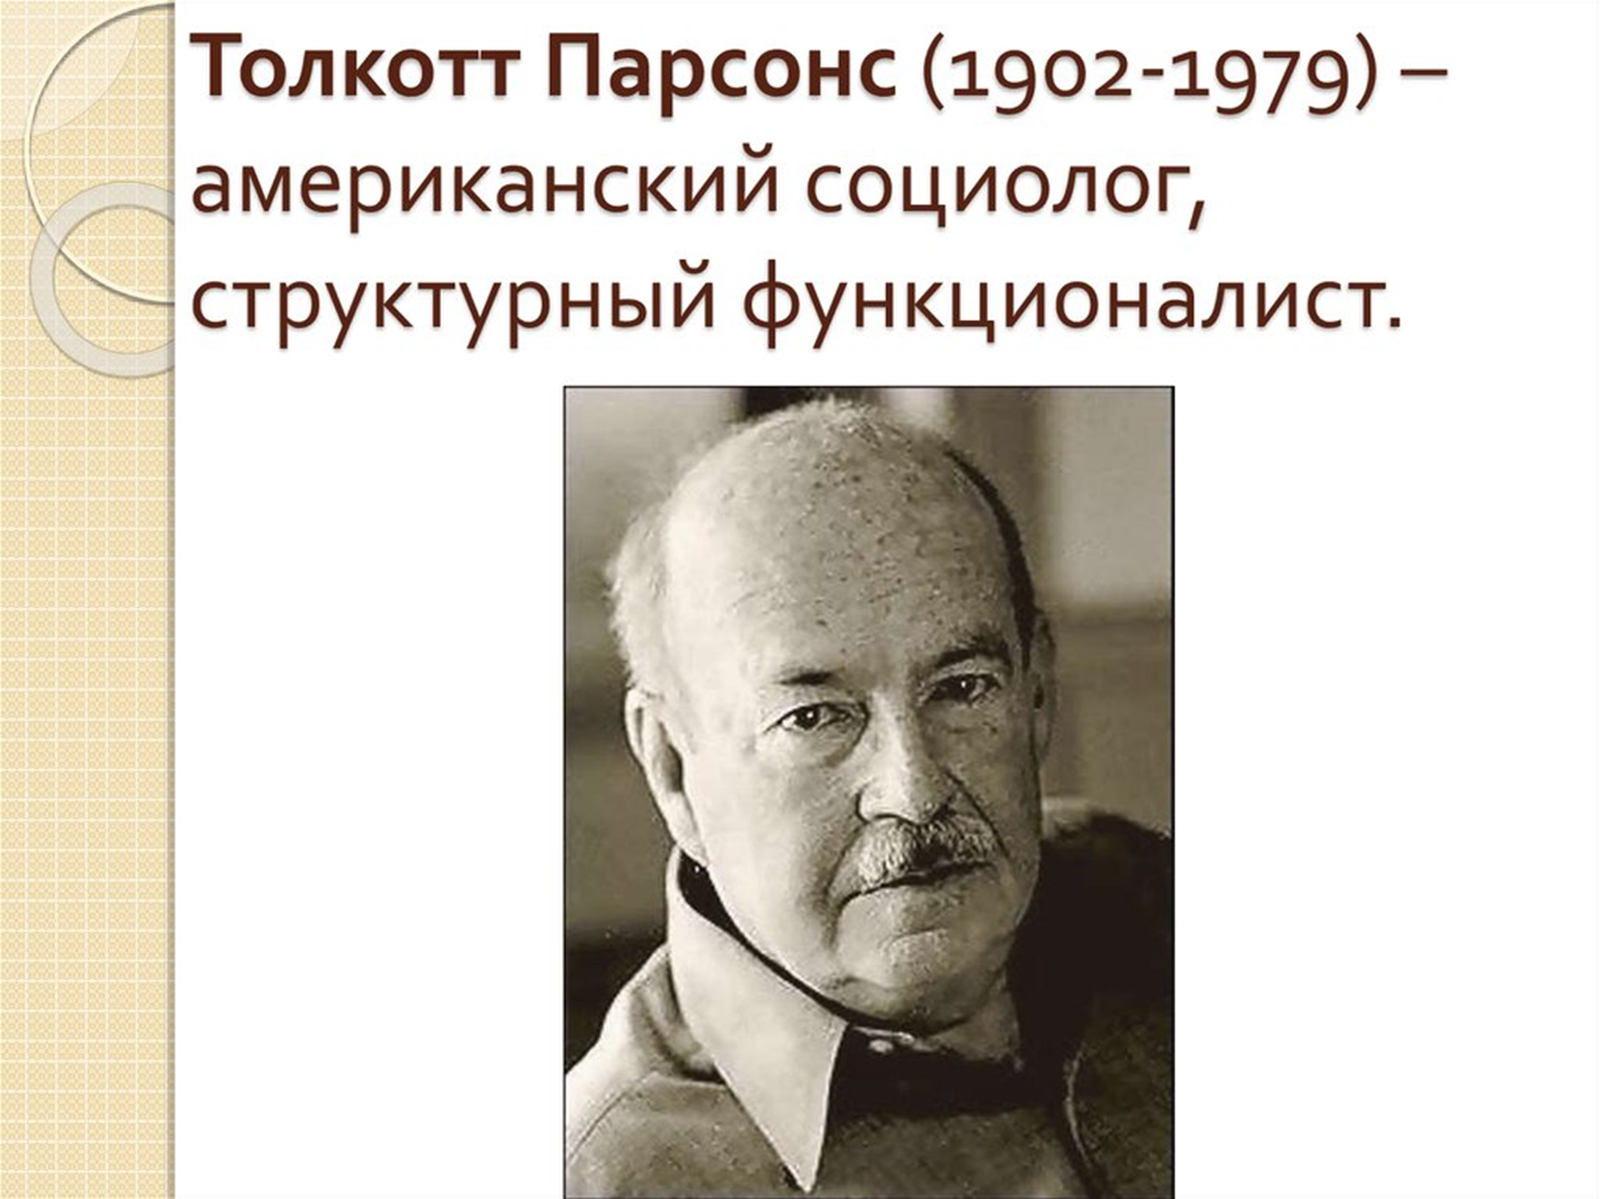 Толкотт Парсонс (1902-1979) –
американский социолог,
структурный функционалист.